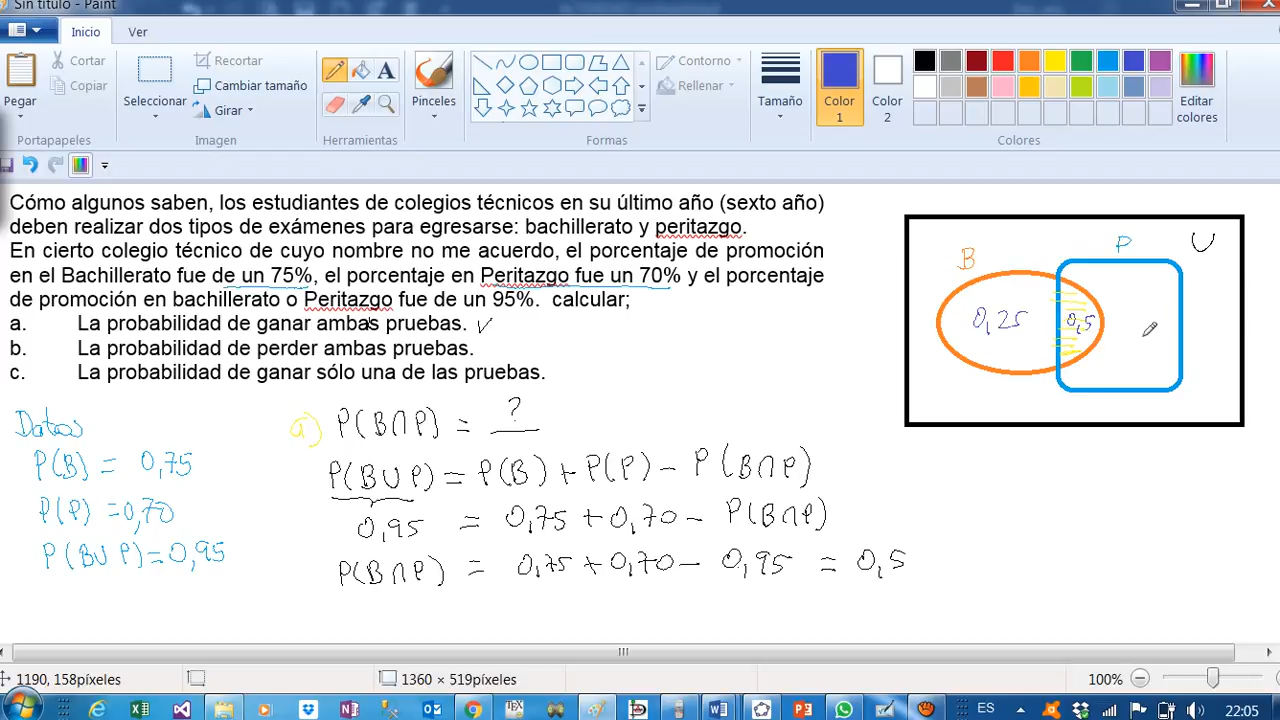 Sin título - Paint
Inicio
Ver
Pegar
Cortar
Copiar
Portapapeles
Seleccionar
Recortar
Cambiar tamaño
Girar
Imagen
A
Herramientas
Pinceles
Contorno
Rellenar
Formas
Tamaño
Color
1
Color
2
Editar
colores
Colores
Cómo algunos saben, los estudiantes de colegios técnicos en su último año (sexto año)
deben realizar dos tipos de exámenes para egresarse: bachillerato y peritazgo.
En cierto colegio técnico de cuyo nombre no me acuerdo, el porcentaje de promoción
en el Bachillerato fue de un 75%, el porcentaje en Peritazgo fue un 70% y el porcentaje
de promoción en bachillerato o Peritazgo fue de un 95%. calcular;
a. La probabilidad de ganar ambas pruebas. √
b. La probabilidad de perder ambas pruebas.
c. La probabilidad de ganar sólo una de las pruebas.
B
P
U
0,25
0,5
Datos
P(B) = 0,75
P(P) = 0,70
P(B∪P) = 0,95
a) P(B∩P) = ?
P(B∪P) = P(B) + P(P) - P(B∩P)
0,95 = 0,75 + 0,70 - P(B∩P)
P(B∩P) = 0,75 + 0,70 - 0,95 = 0,5
1190, 158píxeles
1360 × 519píxeles
100%
ES
22:05